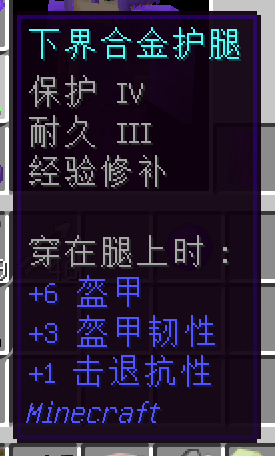 下界合金护腿
保护 IV
耐久 III
经验修补
穿在腿上时：
+6 盔甲
+3 盔甲韧性
+1 击退抗性
Minecraft